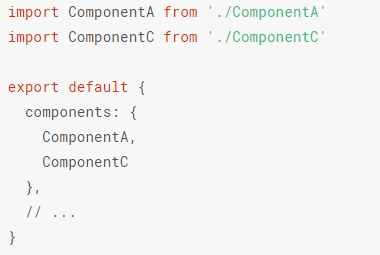 import ComponentA from './ComponentA'
import ComponentC from './ComponentC'

export default {
  components: {
    ComponentA,
    ComponentC
  },
  // ...
}